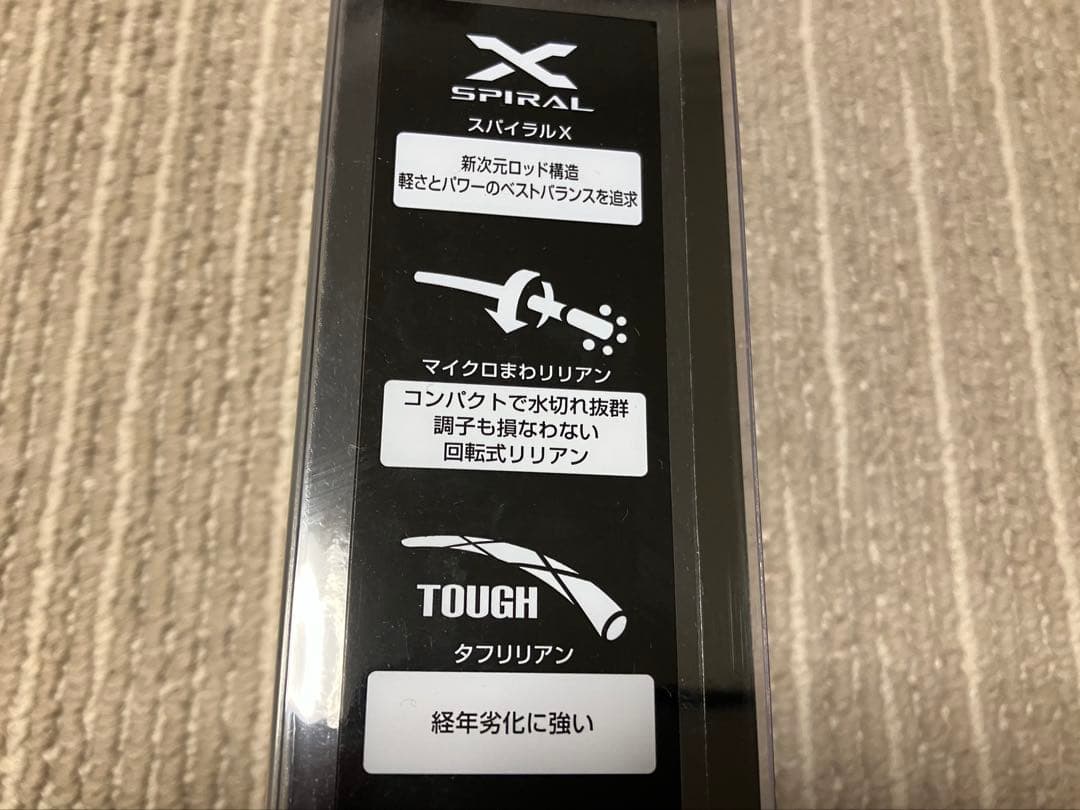 X
SPIRAL
スパイラルX
新次元ロッド構造
軽さとパワーのベストバランスを追求
マイクロまわリリアン
コンパクトで水切れ抜群
調子も損なわない
回転式リリアン
TOUGH
タフリリアン
経年劣化に強い